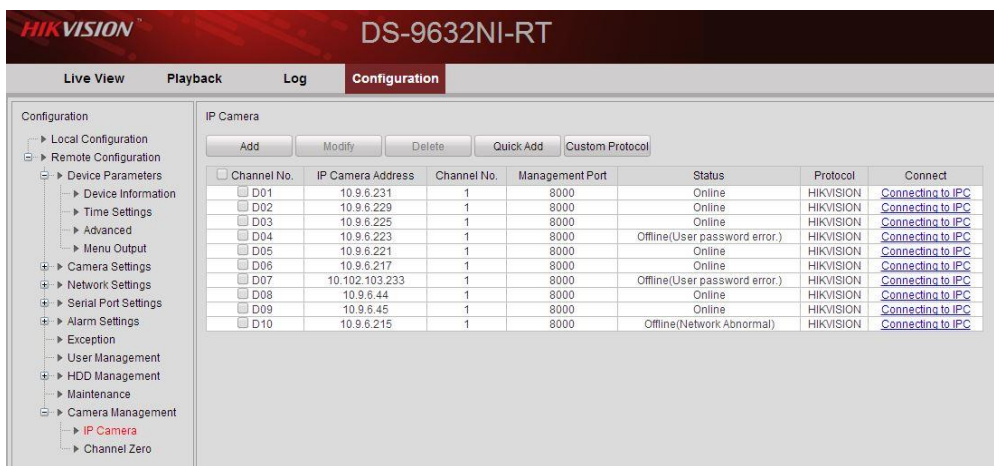 HIKVISION™
DS-9632NI-RT
Live View Playback Log Configuration
Configuration
Local Configuration
Remote Configuration
Device Parameters
Device Information
Time Settings
Advanced
Menu Output
Camera Settings
Network Settings
Serial Port Settings
Alarm Settings
Exception
User Management
HDD Management
Maintenance
Camera Management
IP Camera
Channel Zero
IP Camera
Add Modify Delete Quick Add Custom Protocol
Channel No. IP Camera Address Channel No. Management Port Status Protocol Connect
D01 10.9.6.231 1 8000 Online HIKVISION Connecting to IPC
D02 10.9.6.229 1 8000 Online HIKVISION Connecting to IPC
D03 10.9.6.225 1 8000 Online HIKVISION Connecting to IPC
D04 10.9.6.223 1 8000 Offline(User password error.) HIKVISION Connecting to IPC
D05 10.9.6.221 1 8000 Online HIKVISION Connecting to IPC
D06 10.9.6.217 1 8000 Online HIKVISION Connecting to IPC
D07 10.102.103.233 1 8000 Offline(User password error.) HIKVISION Connecting to IPC
D08 10.9.6.44 1 8000 Online HIKVISION Connecting to IPC
D09 10.9.6.45 1 8000 Online HIKVISION Connecting to IPC
D10 10.9.6.215 1 8000 Offline(Network Abnormal) HIKVISION Connecting to IPC